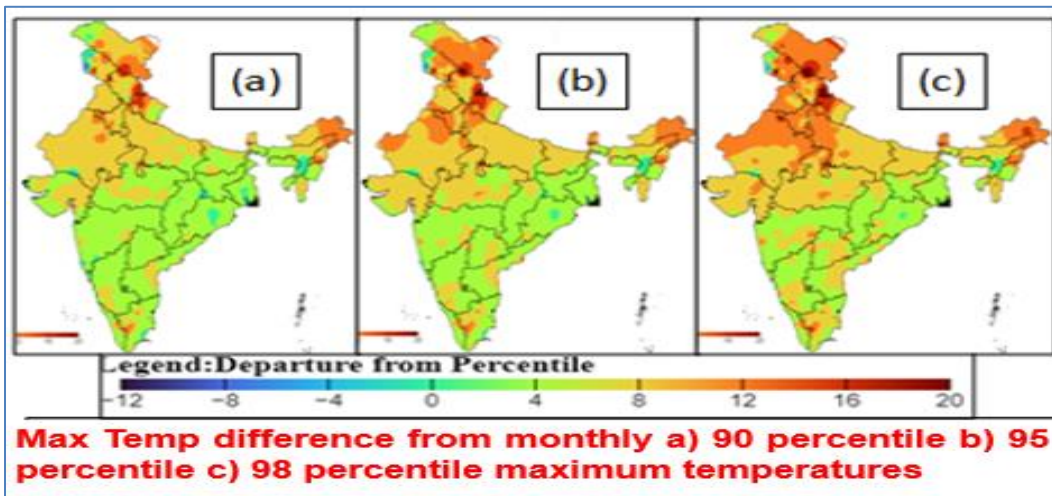 (a) (b) (c)
Legend:Departure from Percentile
−12 −8 −4 0 4 8 12 16 20
Max Temp difference from monthly a) 90 percentile b) 95
percentile c) 98 percentile maximum temperatures